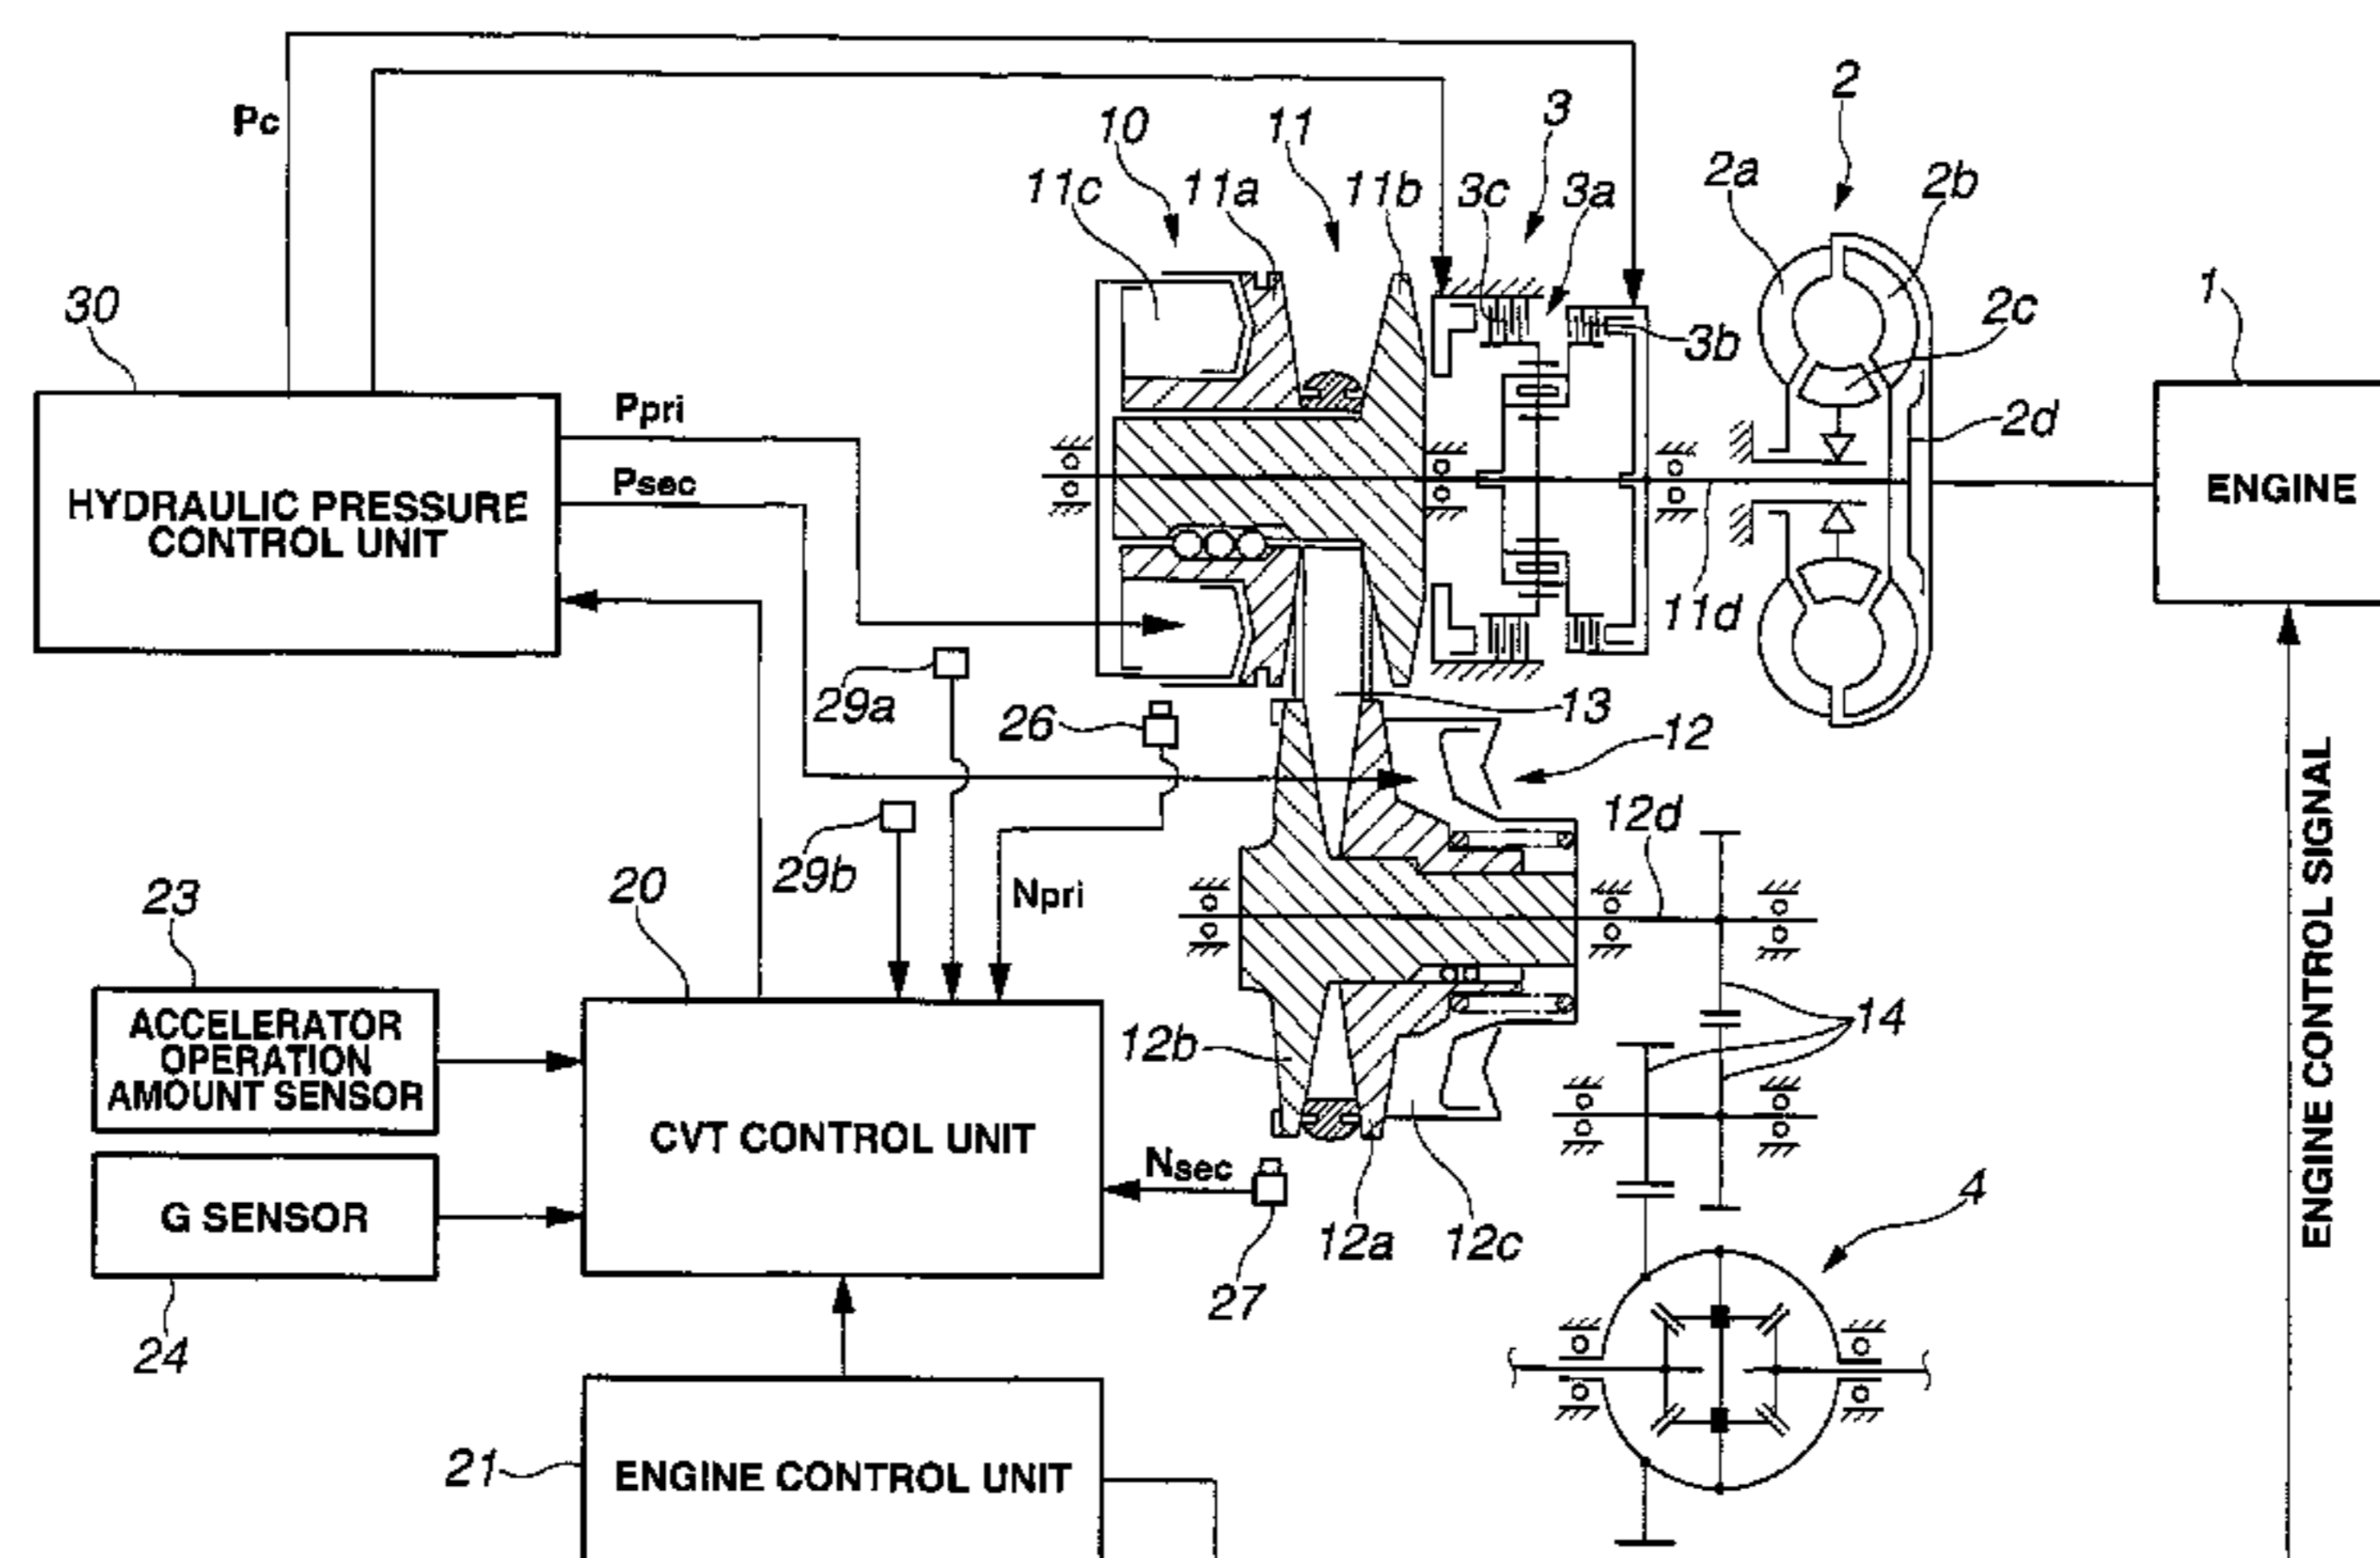 Pc
10
11
3
2
11c
11a
11b
3c
3a
2a
2b
30
2c
1
3b
Ppri
2d
Psec
HYDRAULIC PRESSURE
CONTROL UNIT
ENGINE
11d
29a
26
13
12
29b
12d
23
20
Npri
ENGINE CONTROL SIGNAL
ACCELERATOR
OPERATION
AMOUNT SENSOR
14
12b
CVT CONTROL UNIT
Nsec
G SENSOR
12a
12c
4
27
24
21
ENGINE CONTROL UNIT